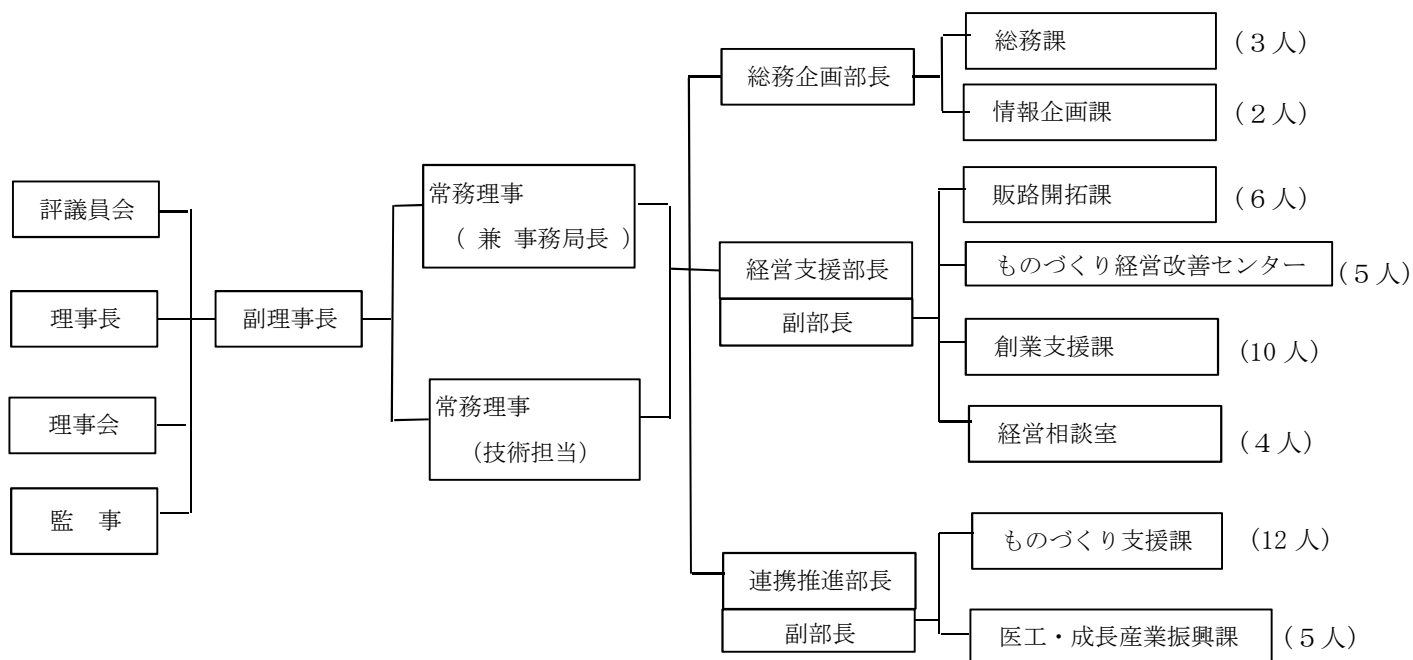 評議員会
理事長
理事会
監　事
副理事長
常務理事
（ 兼 事務局長 ）
常務理事
（技術担当）
総務企画部長
総務課
（３人）
情報企画課
（２人）
経営支援部長
副部長
販路開拓課
（６人）
ものづくり経営改善センター
（５人）
創業支援課
（10 人）
経営相談室
（４人）
連携推進部長
副部長
ものづくり支援課
（12 人）
医工・成長産業振興課
（５人）